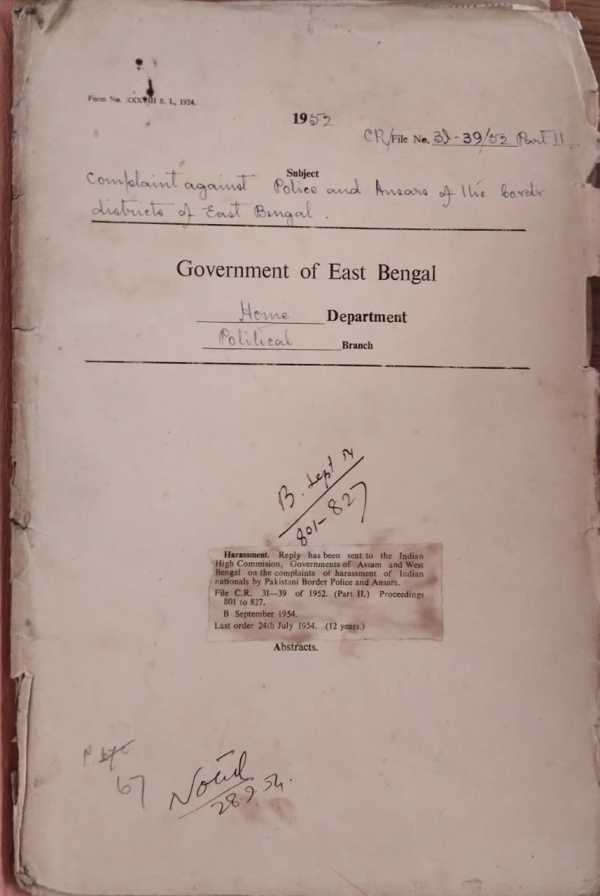 Form No. XXXVIII S. I., 1924.
1952
CR/File No. 31-39/52 Part II
Subject
Complaint against Police and Ansars of the border
districts of East Bengal.
Government of East Bengal
Home Department
Political Branch
B. Sept 54
801-827
Harassment. Reply has been sent to the Indian
High Commision, Governments of Assam and West
Bengal on the complaints of harassment of Indian
nationals by Pakistani Border Police and Ansars.
File C.R. 31—39 of 1952. (Part II.) Proceedings
801 to 827.
B September 1954.
Last order 24th July 1954. (12 years.)
Abstracts.
67
Noted
28.9.54.